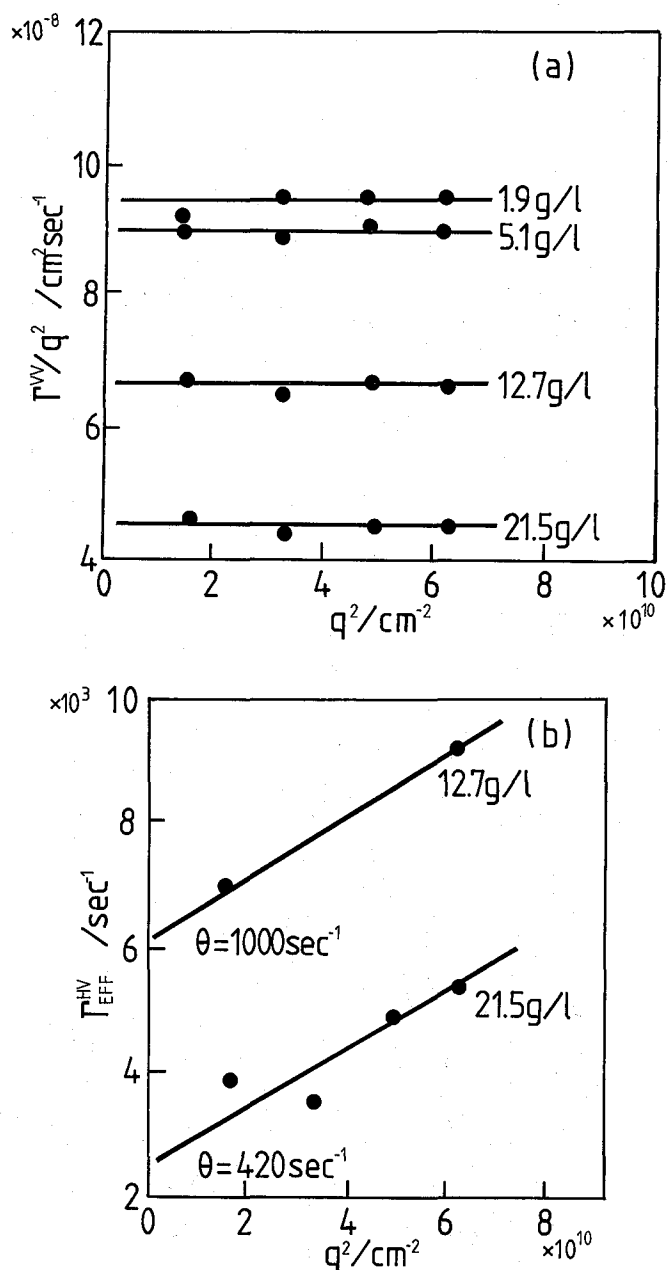 ×10⁻⁸
12
10
8
6
4
(a)
Γ^VV/q² /cm²sec⁻¹
1.9g/l
5.1g/l
12.7g/l
21.5g/l
0 2 4 6 8 10
q²/cm⁻² ×10¹⁰
×10³
10
8
6
4
2
(b)
Γ^HV_EFF /sec⁻¹
12.7g/l
θ=1000sec⁻¹
21.5g/l
θ=420sec⁻¹
0 2 4 6 8
q²/cm⁻² ×10¹⁰